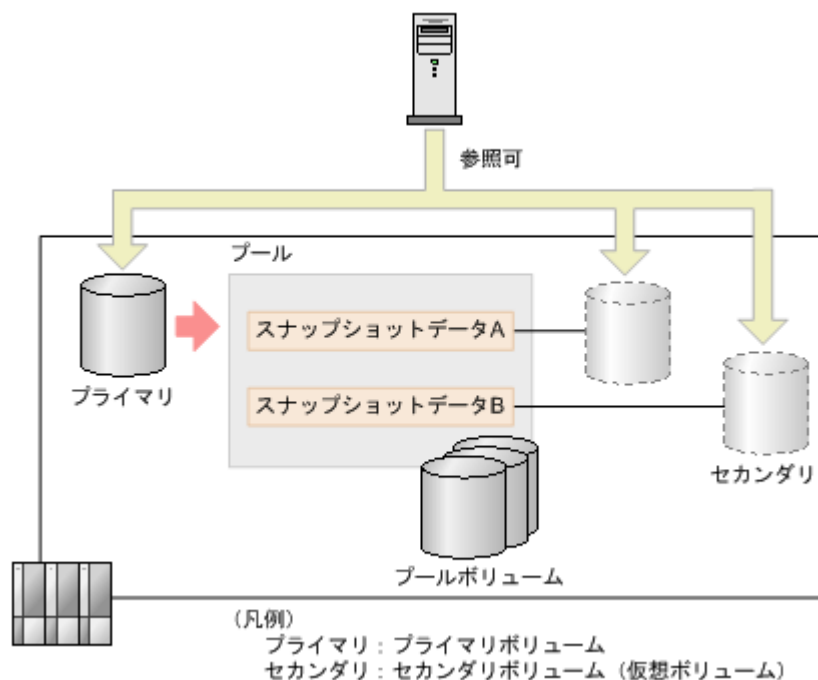 参照可
プール
スナップショットデータA
プライマリ
スナップショットデータB
セカンダリ
プールボリューム
（凡例）
プライマリ：プライマリボリューム
セカンダリ：セカンダリボリューム（仮想ボリューム）